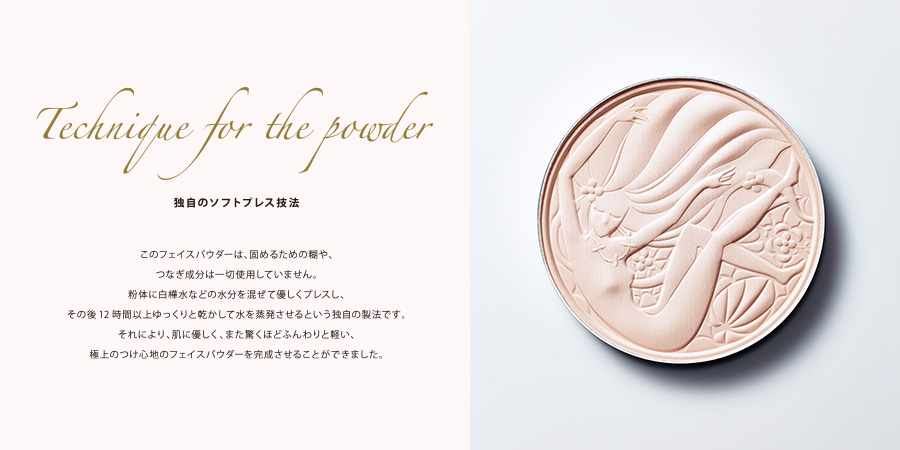 Technique for the powder
独自のソフトプレス技法
このフェイスパウダーは、固めるための糊や、
つなぎ成分は一切使用していません。
粉体に白樺水などの水分を混ぜて優しくプレスし、
その後12時間以上ゆっくりと乾かして水を蒸発させるという独自の製法です。
それにより、肌に優しく、また驚くほどふんわりと軽い、
極上のつけ心地のフェイスパウダーを完成させることができました。